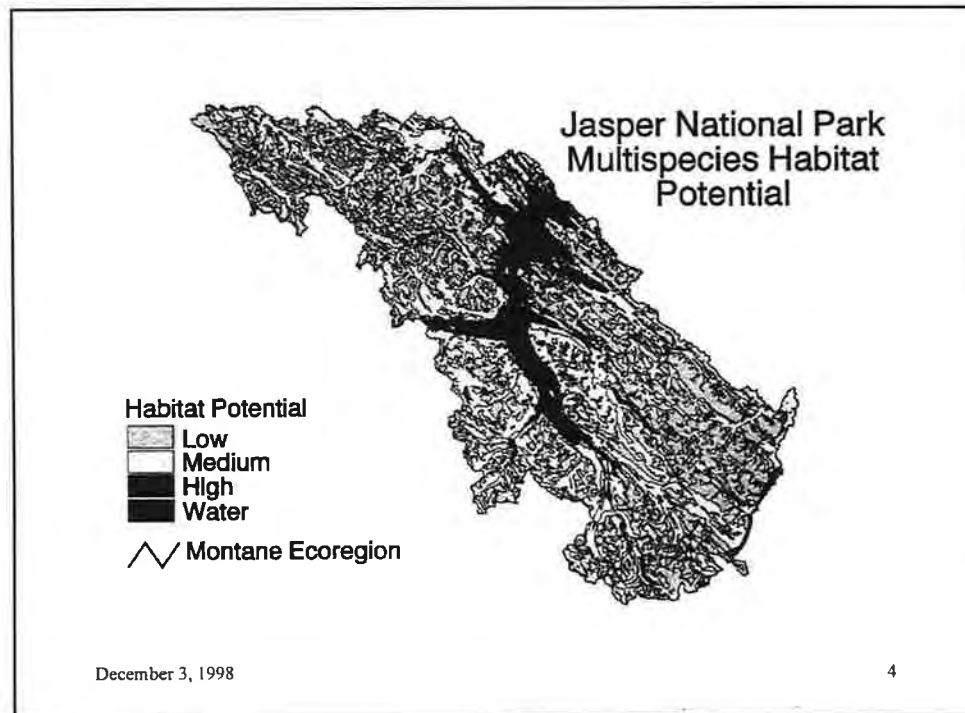 Jasper National Park
Multispecies Habitat
Potential
Habitat Potential
Low
Medium
High
Water
Montane Ecoregion
December 3, 1998
4